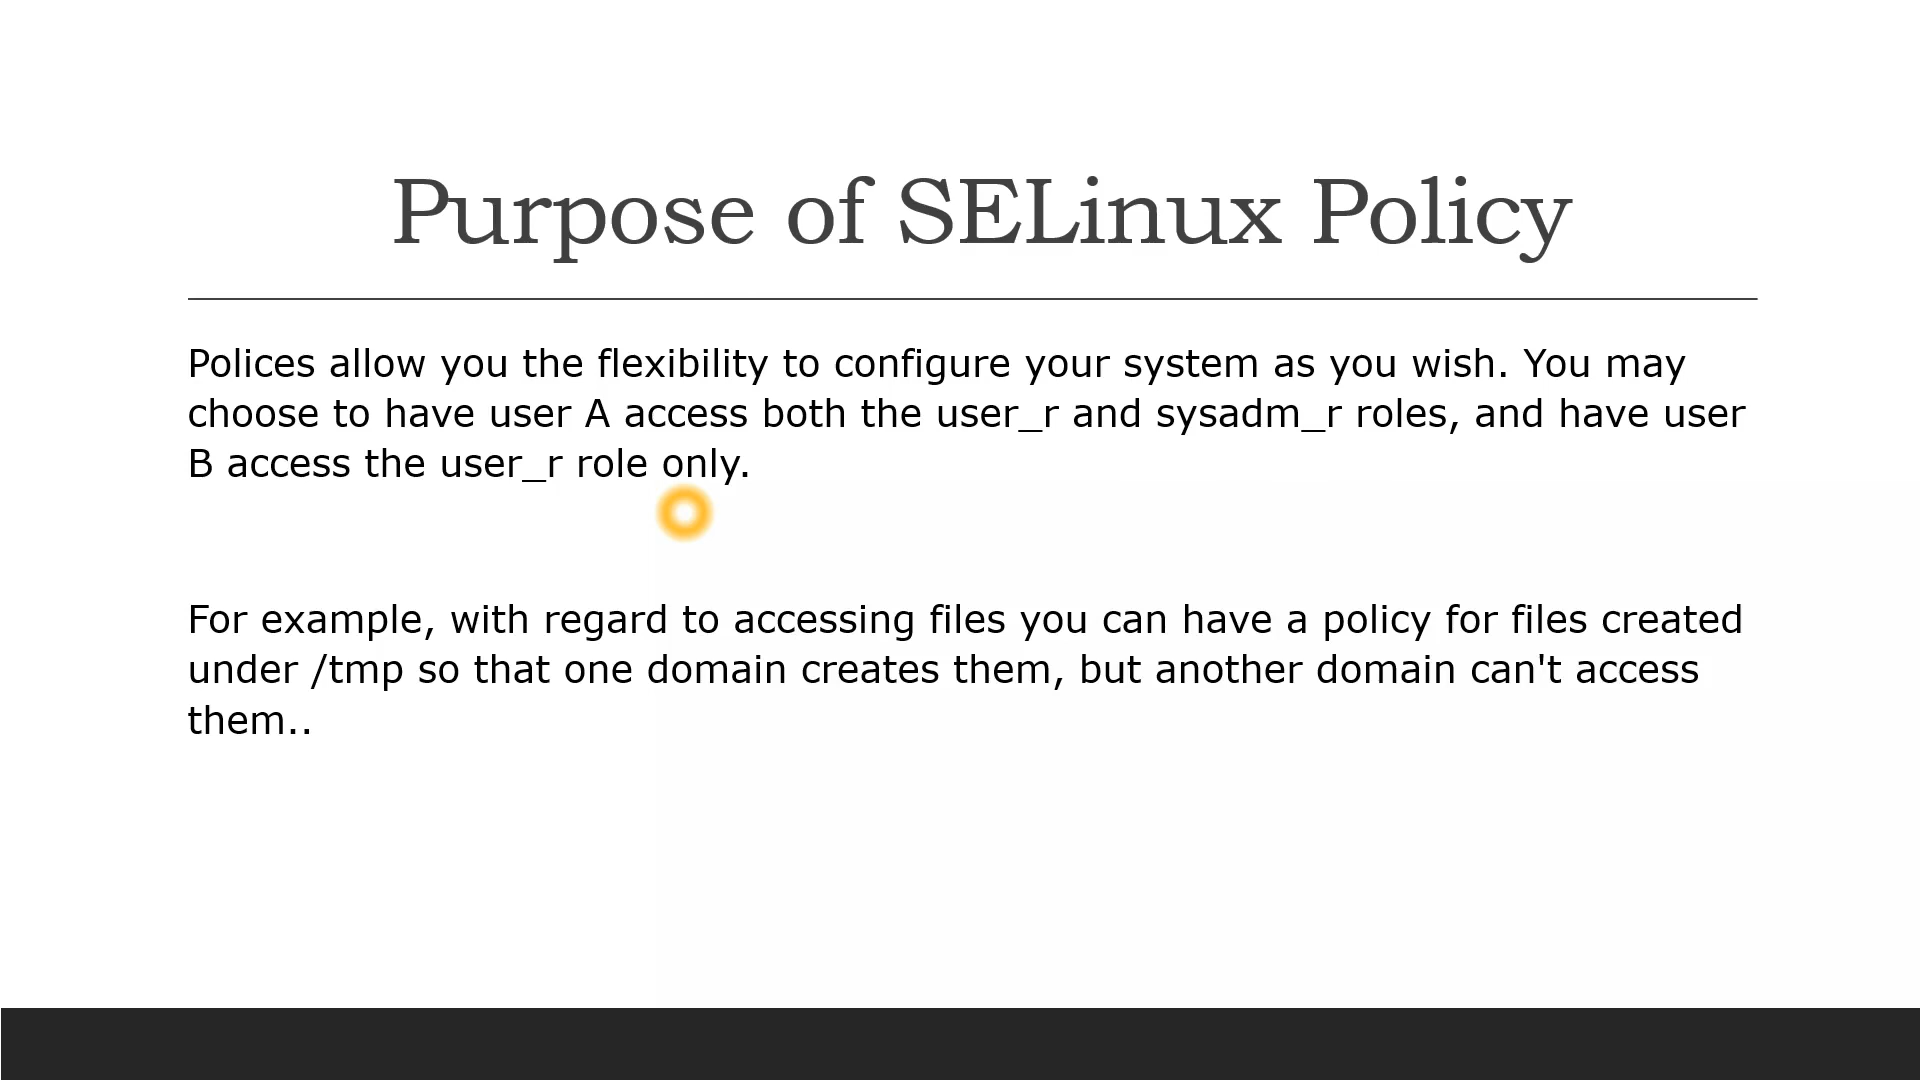 Purpose of SELinux Policy
Polices allow you the flexibility to configure your system as you wish. You may
choose to have user A access both the user_r and sysadm_r roles, and have user
B access the user_r role only.
For example, with regard to accessing files you can have a policy for files created
under /tmp so that one domain creates them, but another domain can't access
them..